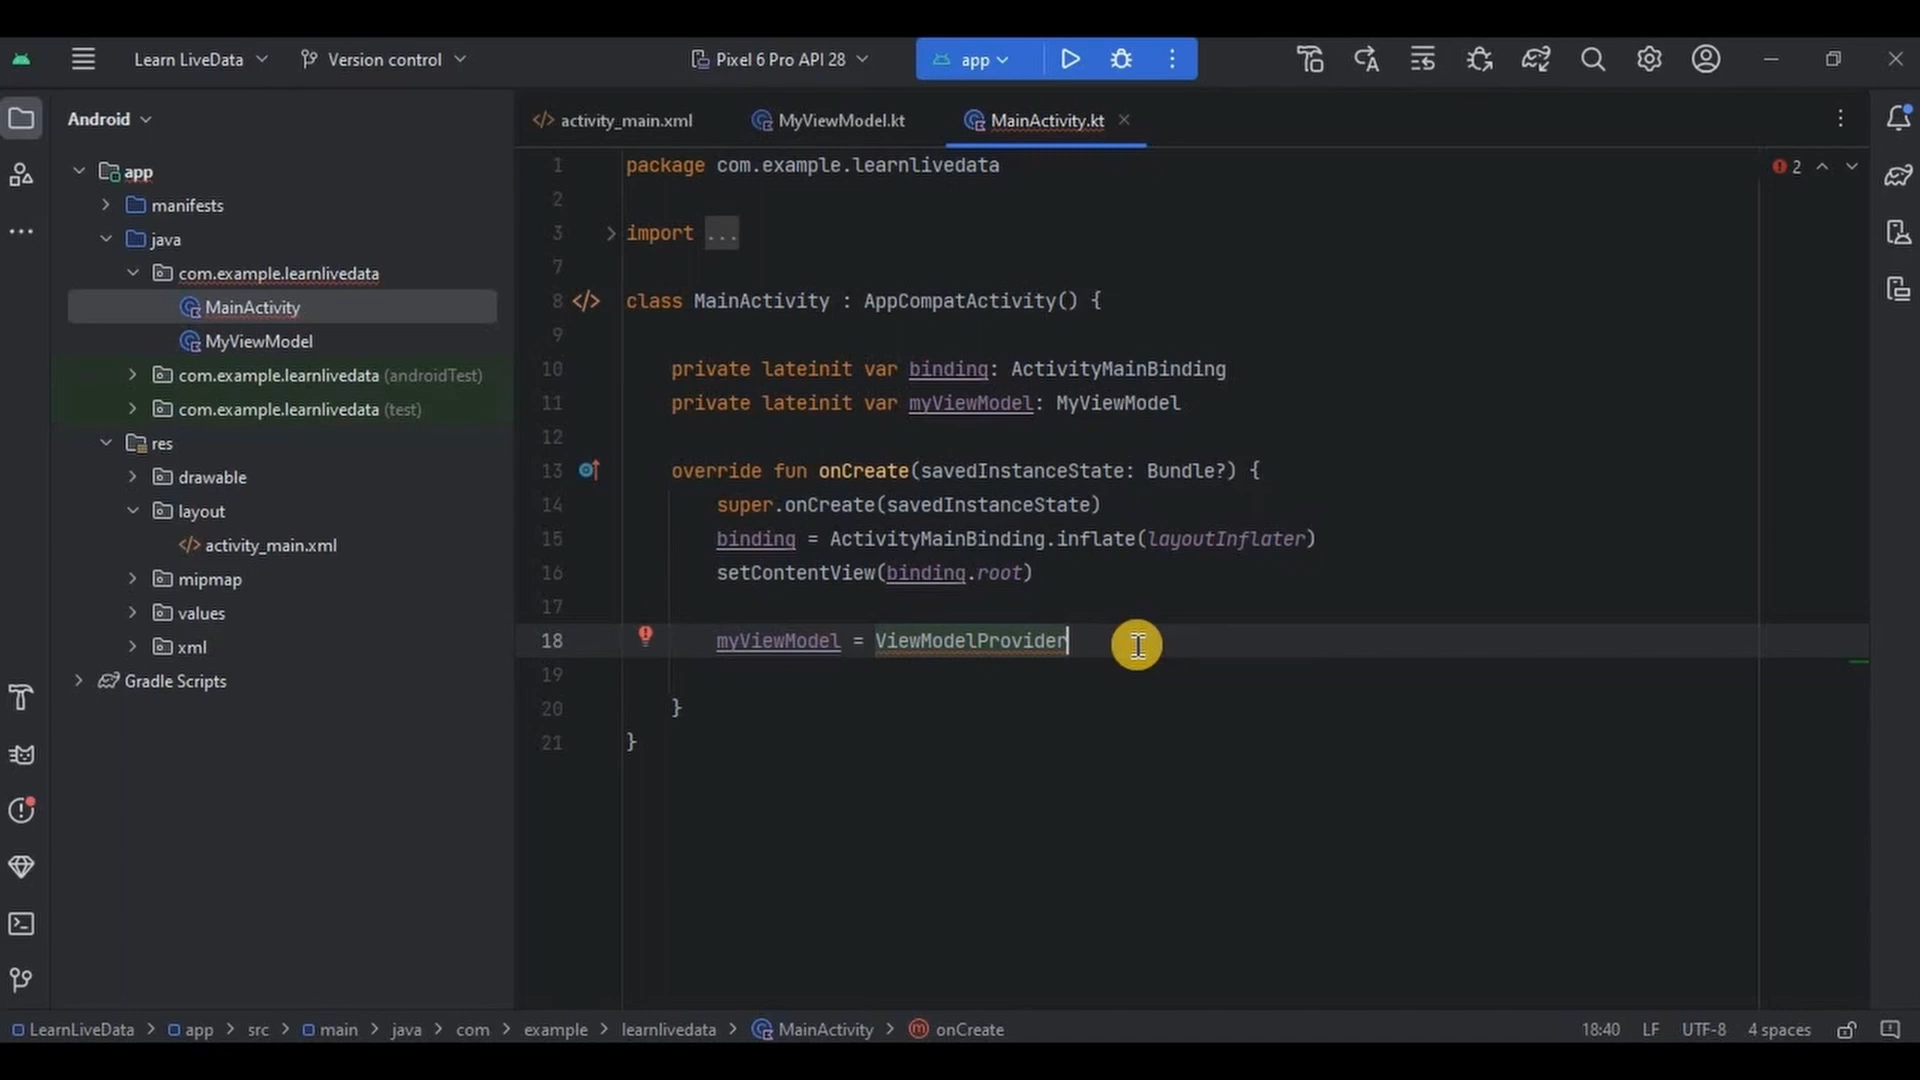 Learn LiveData
Version control
Pixel 6 Pro API 28
app
Android
activity_main.xml
MyViewModel.kt
MainActivity.kt
app
manifests
java
com.example.learnlivedata
MainActivity
MyViewModel
com.example.learnlivedata (androidTest)
com.example.learnlivedata (test)
res
drawable
layout
activity_main.xml
mipmap
values
xml
Gradle Scripts
1 package com.example.learnlivedata
2
2
3 import ...
7
8 class MainActivity : AppCompatActivity() {
9
10 private lateinit var binding: ActivityMainBinding
11 private lateinit var myViewModel: MyViewModel
12
13 override fun onCreate(savedInstanceState: Bundle?) {
14 super.onCreate(savedInstanceState)
15 binding = ActivityMainBinding.inflate(layoutInflater)
16 setContentView(binding.root)
17
18 myViewModel = ViewModelProvider
19
20 }
21 }
LearnLiveData > app > src > main > java > com > example > learnlivedata > MainActivity > onCreate
18:40 LF UTF-8 4 spaces